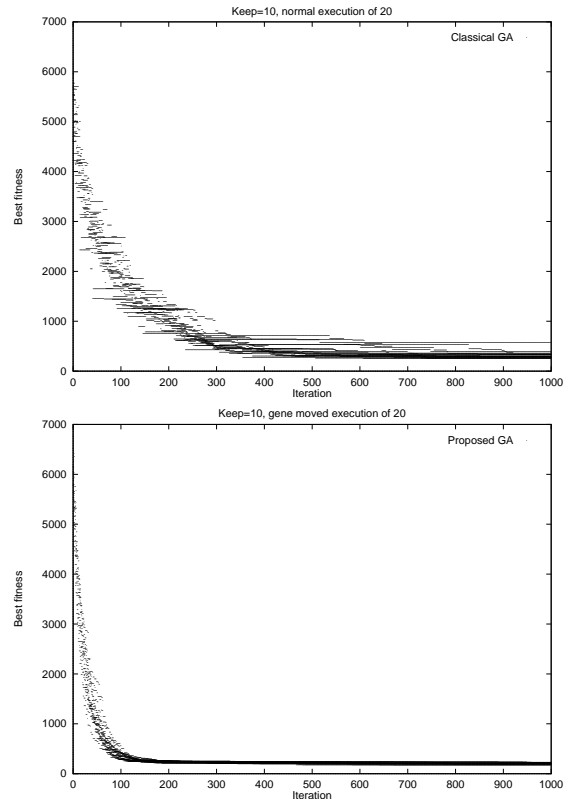 Keep=10, normal execution of 20
7000
Classical GA
6000
5000
4000
Best fitness
3000
2000
1000
0
0 100 200 300 400 500 600 700 800 900 1000
Iteration
Keep=10, gene moved execution of 20
7000
Proposed GA
6000
5000
4000
Best fitness
3000
2000
1000
0
0 100 200 300 400 500 600 700 800 900 1000
Iteration